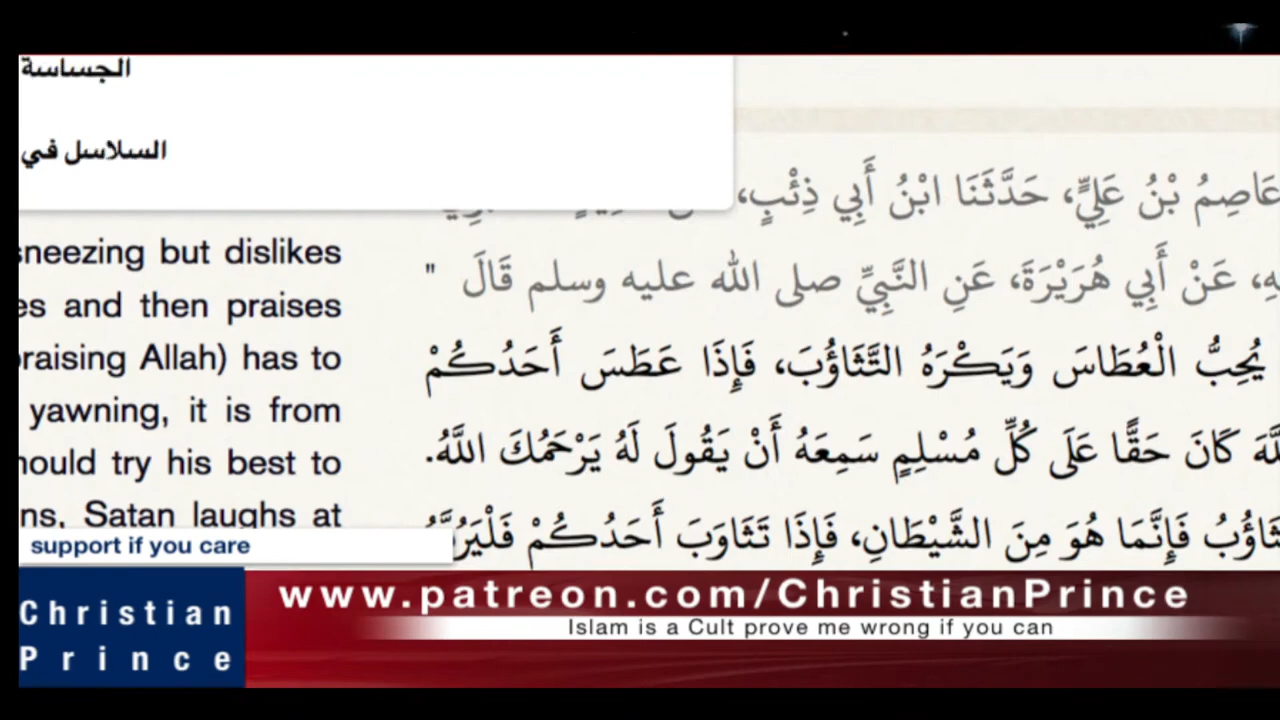 الجساسة
السلاسل في
عَاصِمُ بْنُ عَلِيٍّ، حَدَّثَنَا ابْنُ أَبِي ذِئْبٍ،
عَنْ أَبِي هُرَيْرَةَ، عَنِ النَّبِيِّ صلى الله عليه وسلم قَالَ "
يُحِبُّ الْعُطَاسَ وَيَكْرَهُ التَّثَاؤُبَ، فَإِذَا عَطَسَ أَحَدُكُمْ
كَانَ حَقًّا عَلَى كُلِّ مُسْلِمٍ سَمِعَهُ أَنْ يَقُولَ لَهُ يَرْحَمُكَ اللَّهُ.
فَإِنَّمَا هُوَ مِنَ الشَّيْطَانِ، فَإِذَا تَثَاوَبَ أَحَدُكُمْ فَلْيَرُدَّهُ
sneezing but dislikes
es and then praises
praising Allah) has to
yawning, it is from
hould try his best to
ns, Satan laughs at
support if you care
Christian
Prince
www.patreon.com/ChristianPrince
Islam is a Cult prove me wrong if you can